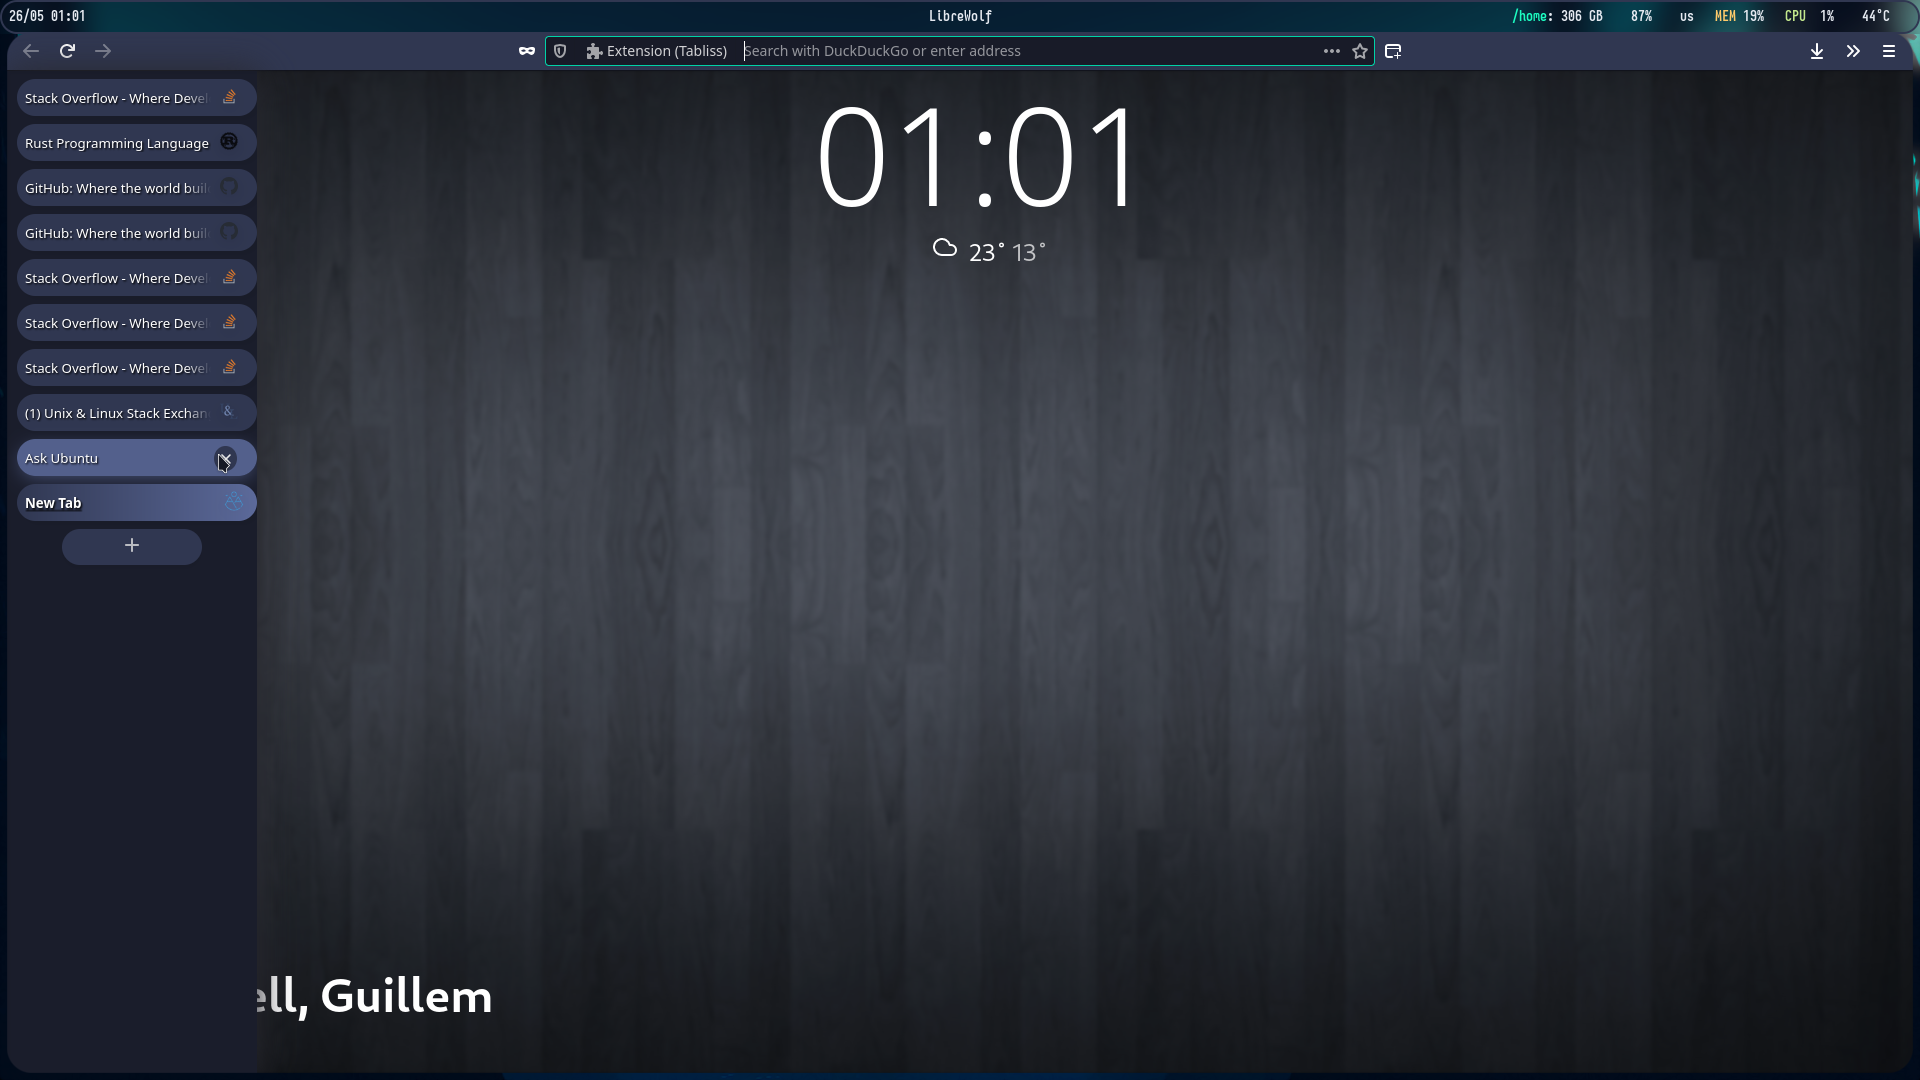 26/05 01:01 LibreWolf /home: 306 GB 87% us MEM 19% CPU 1% 44°C
Extension (Tabliss) Search with DuckDuckGo or enter address
Stack Overflow - Where Devel
Rust Programming Language
GitHub: Where the world buil
GitHub: Where the world buil
Stack Overflow - Where Devel
Stack Overflow - Where Devel
Stack Overflow - Where Devel
(1) Unix & Linux Stack Exchan
Ask Ubuntu
New Tab
01:01
23° 13°
ell, Guillem